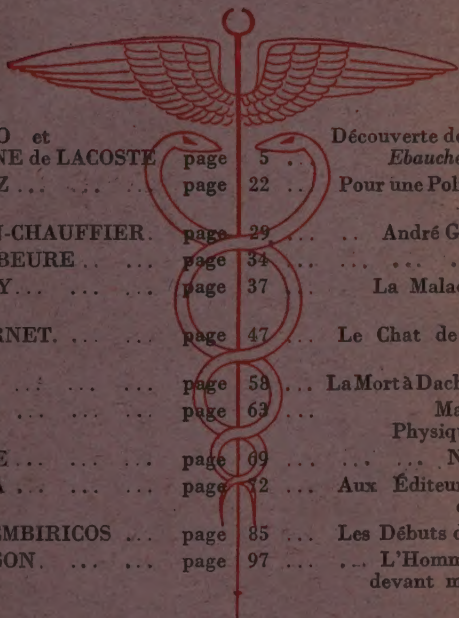 O et Découverte de
NE de LACOSTE page 5 .. Ebauche
Z ... ... ... page 22 ... Pour une Pol
N-CHAUFFIER. page 29 ... .. André G
BEURE .. ... page 34 ... ... ... ..
Y... ... ... page 37 ... La Malad
RNET. ... ... page 47 ... Le Chat de
... ... ... page 58 ... La Mort à Dach
... ... ... page 63 ... Ma
Physiqu
E ... ... ... page 69 ... ... ... N
A ... ... ... page 72 ... Aux Éditeur
EMBIRICOS ... page 85 ... Les Débuts d
SON. ... ... page 97 ... ... L'Homm
devant m